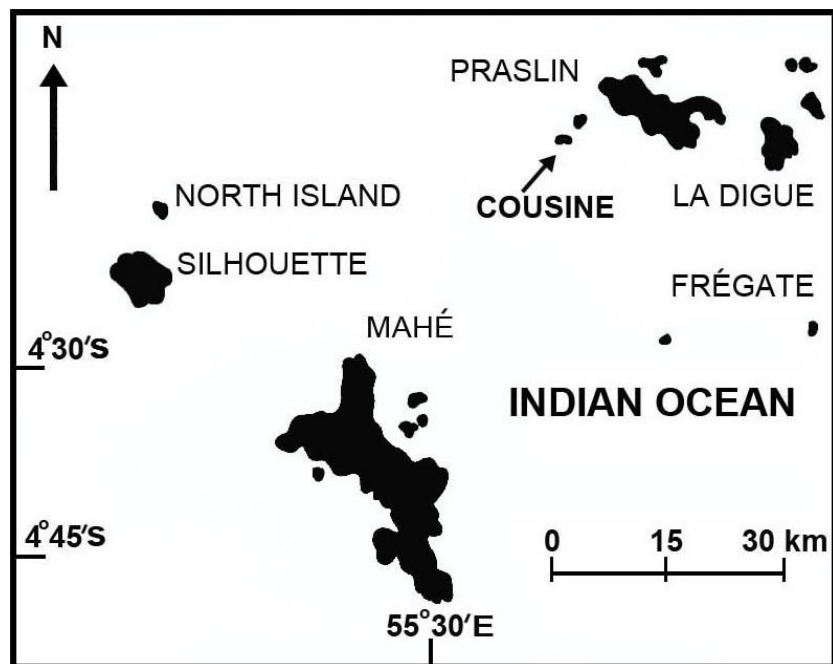 N
PRASLIN
NORTH ISLAND
COUSINE
LA DIGUE
SILHOUETTE
FRÉGATE
MAHÉ
4°30'S
INDIAN OCEAN
4°45'S
0 15 30 km
55°30'E